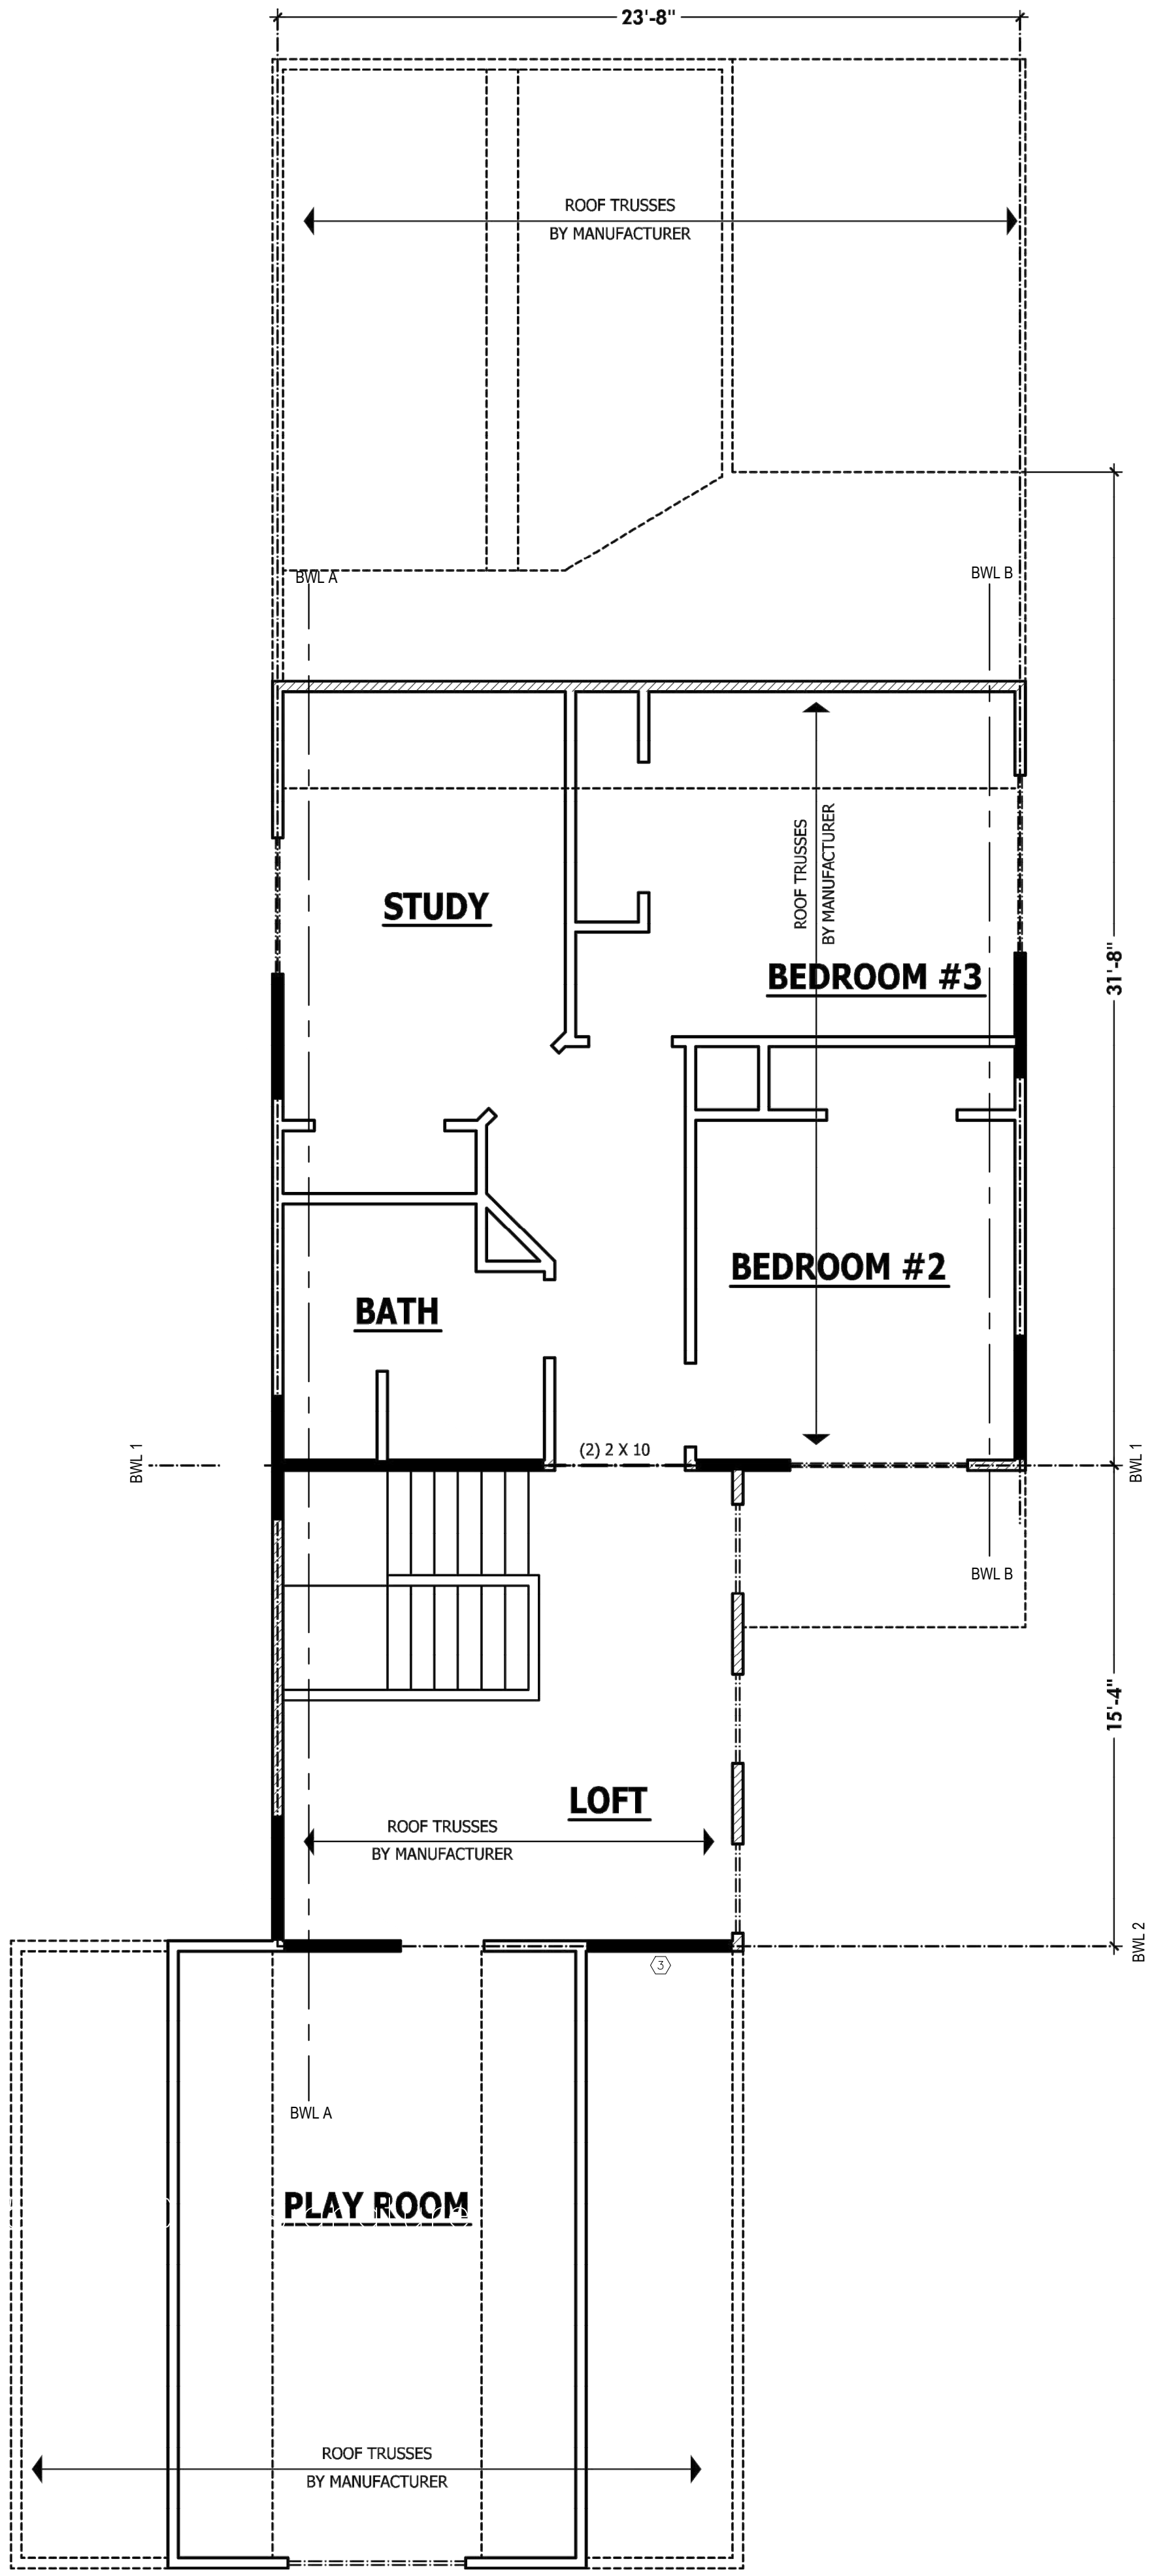 23'-8"
ROOF TRUSSES
BY MANUFACTURER
BWL A
BWL B
ROOF TRUSSES
BY MANUFACTURER
STUDY
31'-8"
BEDROOM #3
BEDROOM #2
BATH
(2) 2 X 10
BWL 1
BWL 1
BWL B
15'-4"
LOFT
ROOF TRUSSES
BY MANUFACTURER
BWL 2
3
BWL A
PLAY ROOM
ROOF TRUSSES
BY MANUFACTURER